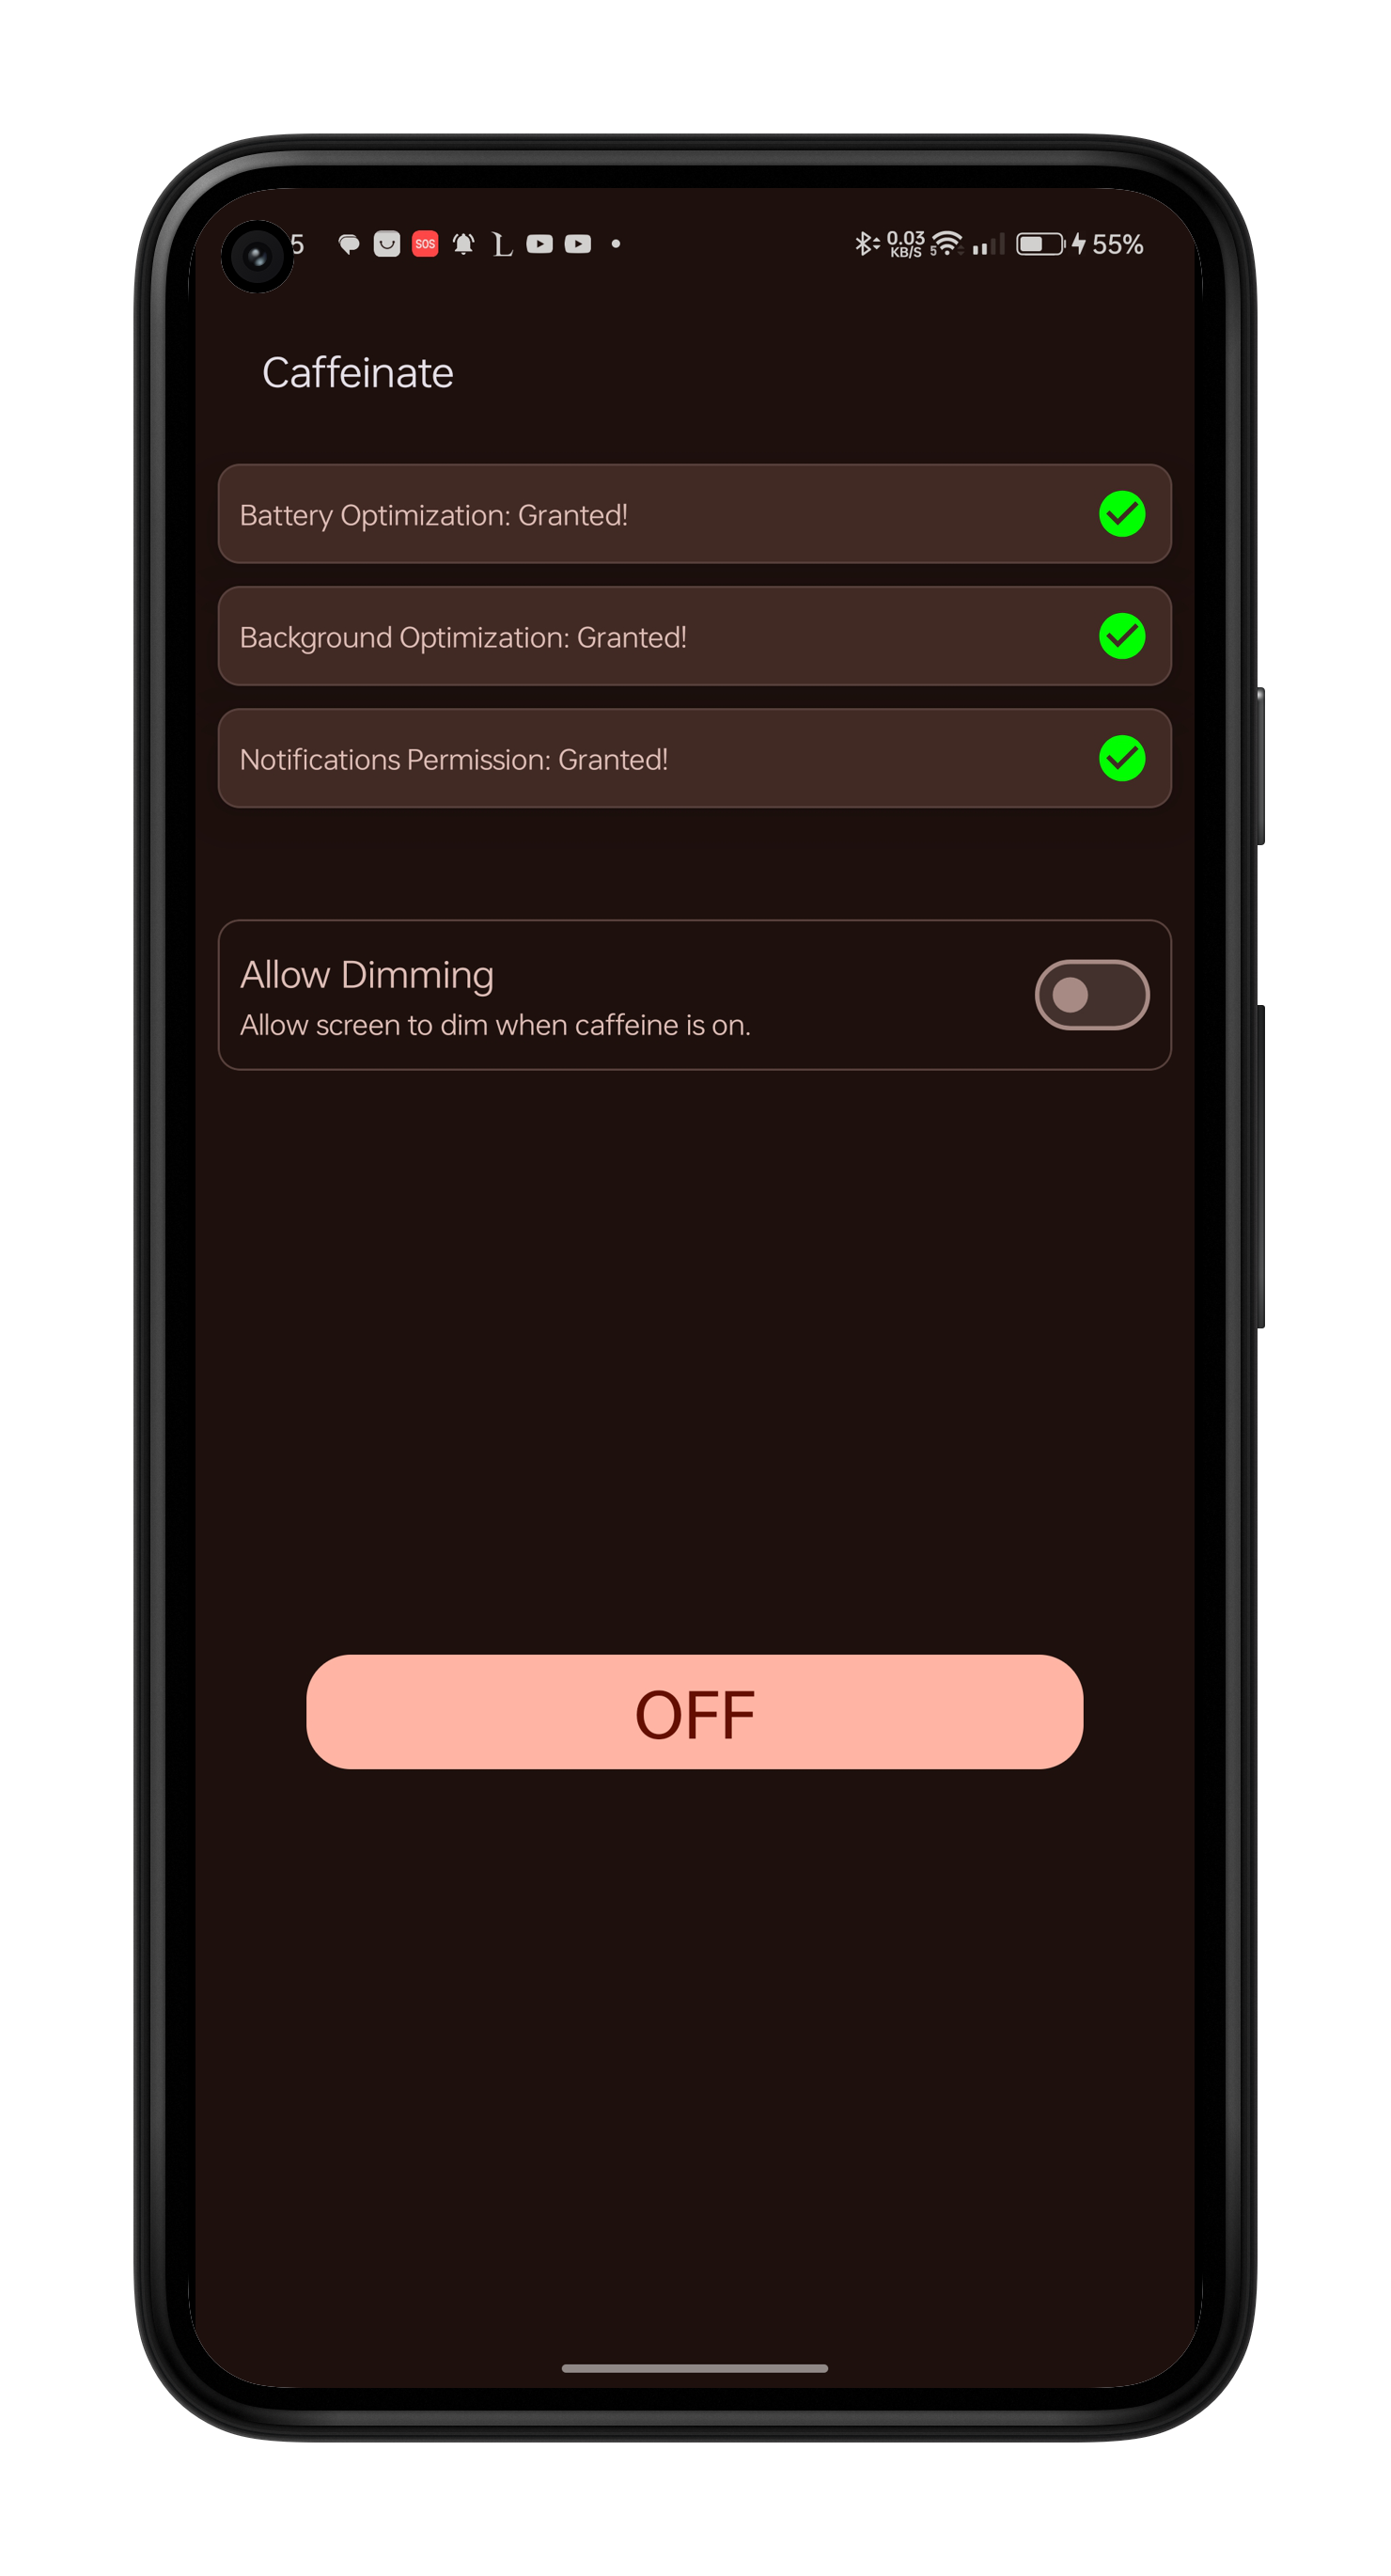 5 SOS L 0.03 KB/S 5 55%
Caffeinate
Battery Optimization: Granted!
Background Optimization: Granted!
Notifications Permission: Granted!
Allow Dimming
Allow screen to dim when caffeine is on.
OFF